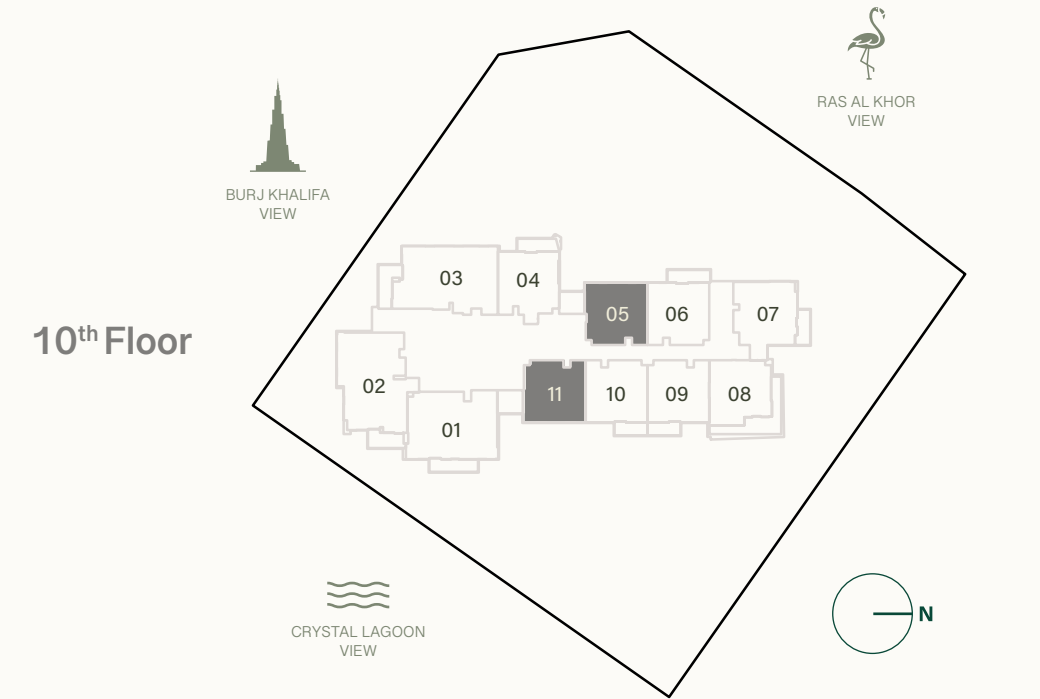 RAS AL KHOR
VIEW
BURJ KHALIFA
VIEW
10th Floor
03
04
05
06
07
02
01
11
10
09
08
CRYSTAL LAGOON
VIEW
N